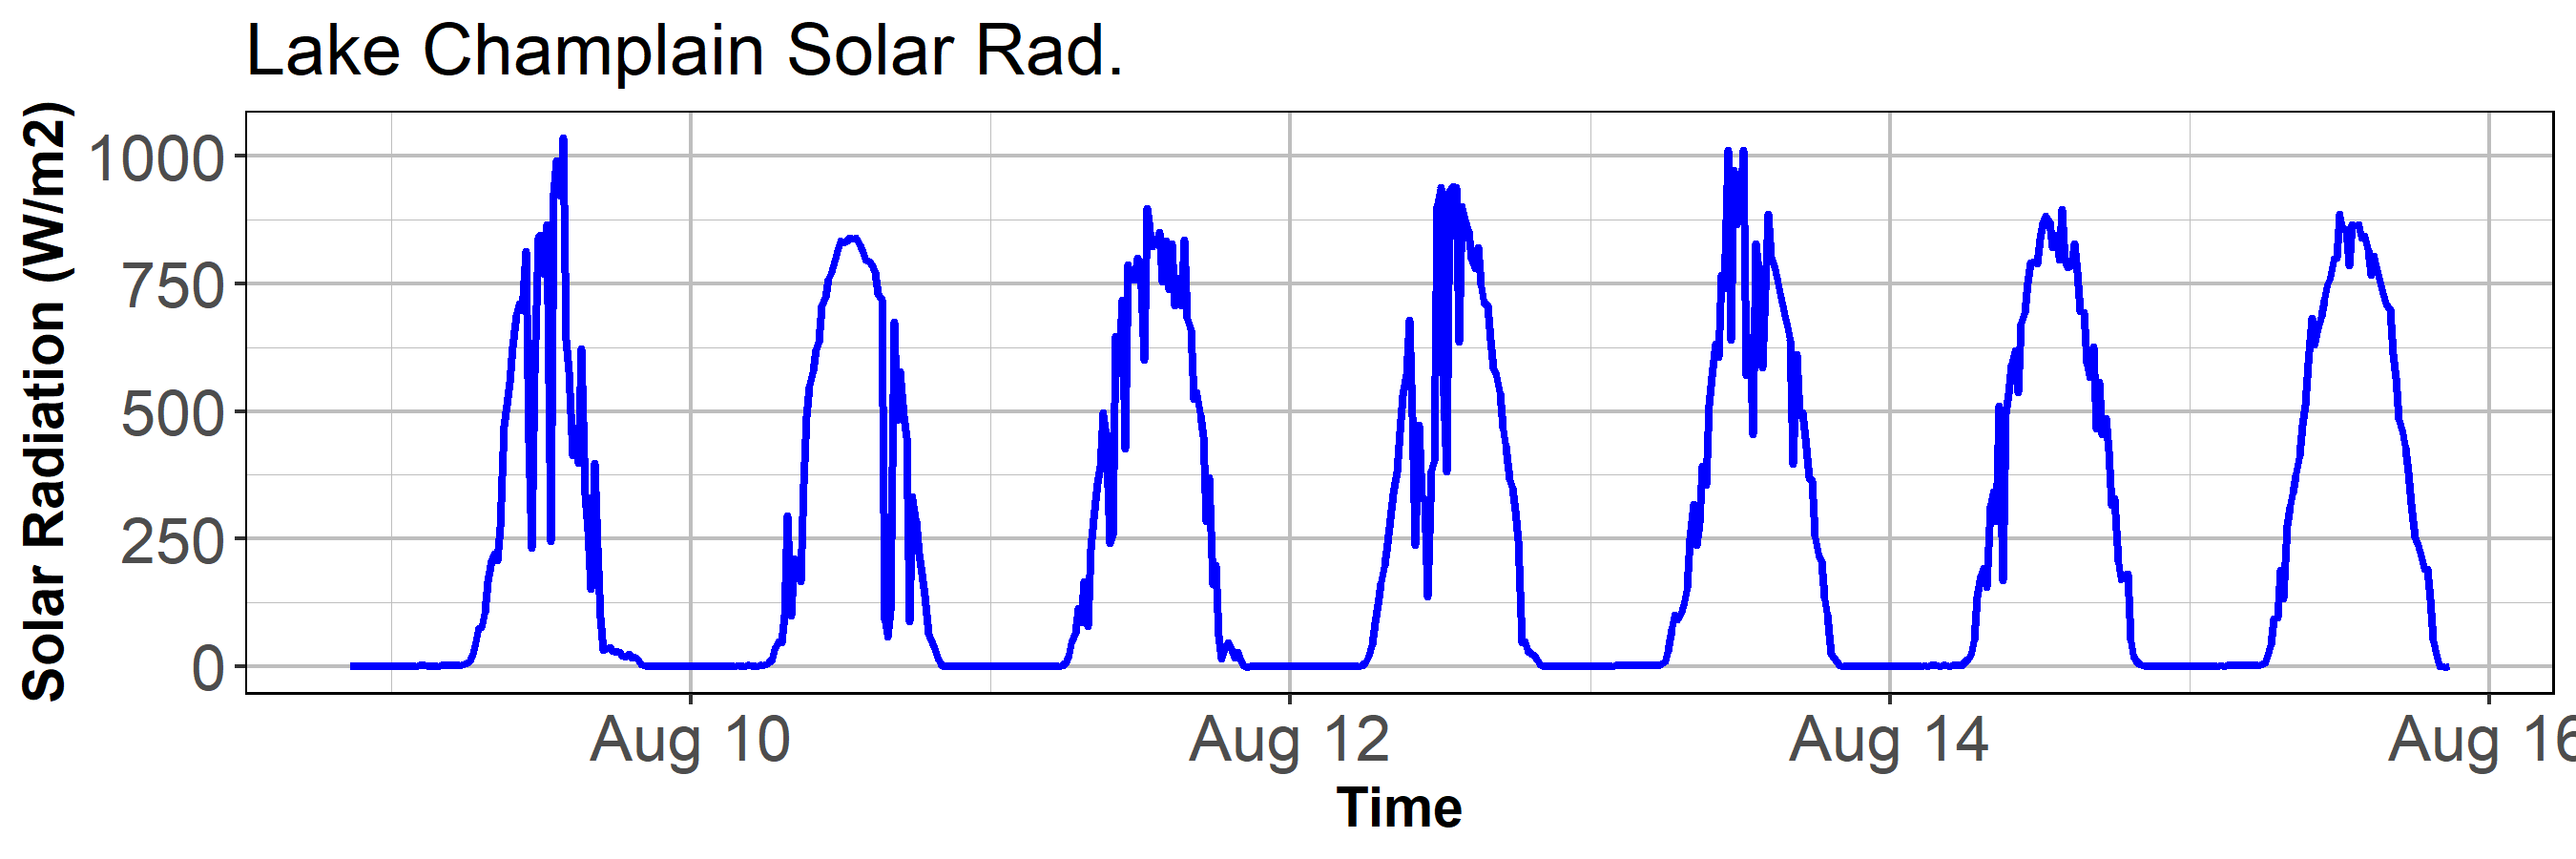 Lake Champlain Solar Rad.
Solar Radiation (W/m2)
1000
750
500
250
0
Aug 10
Aug 12
Aug 14
Aug 16
Time